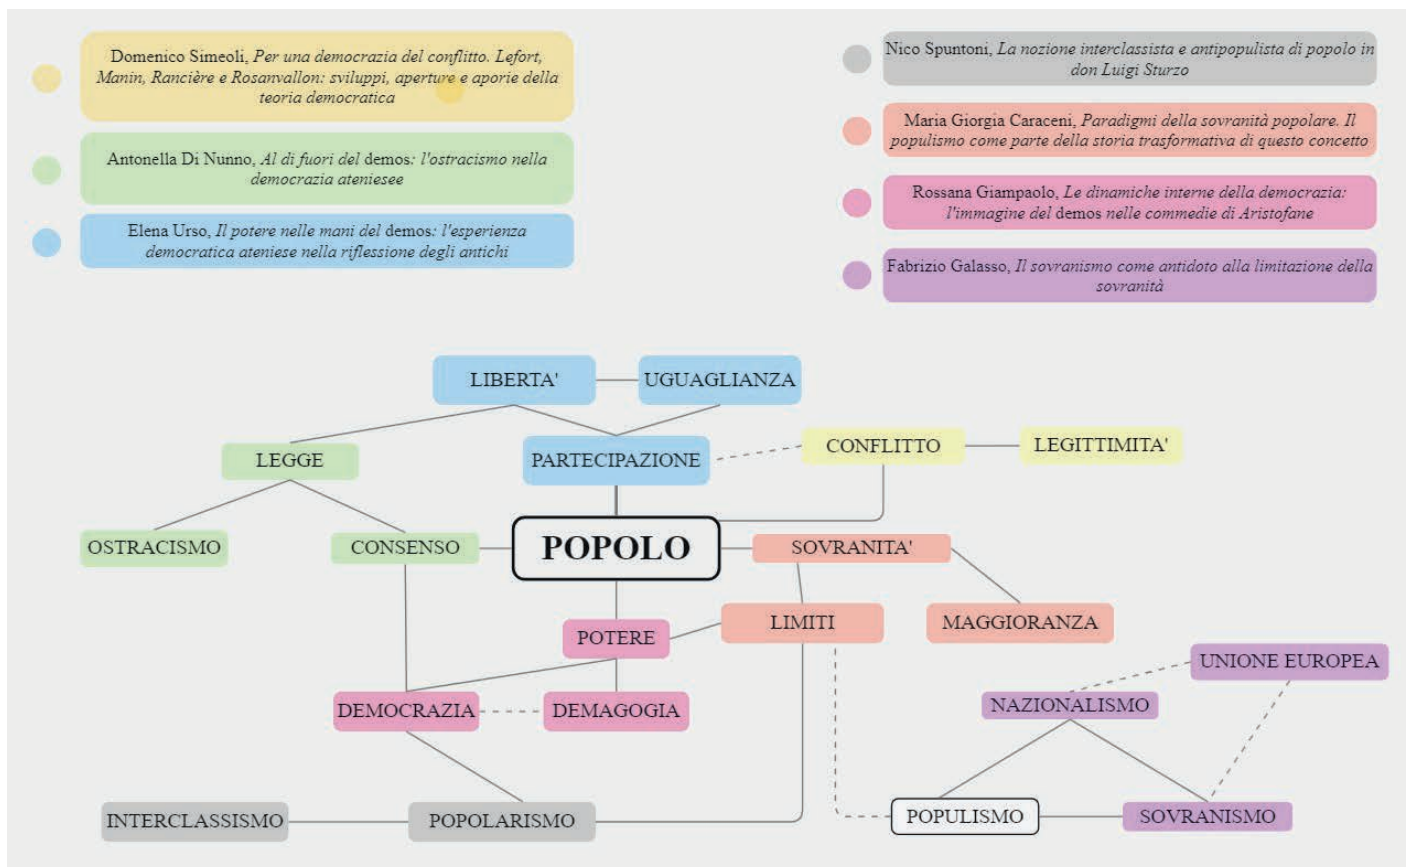 Domenico Simeoli, Per una democrazia del conflitto. Lefort,
Manin, Rancière e Rosanvallon: sviluppi, aperture e aporie della
teoria democratica
Antonella Di Nunno, Al di fuori del demos: l'ostracismo nella
democrazia ateniesee
Elena Urso, Il potere nelle mani del demos: l'esperienza
democratica ateniese nella riflessione degli antichi
Nico Spuntoni, La nozione interclassista e antipopulista di popolo in
don Luigi Sturzo
Maria Giorgia Caraceni, Paradigmi della sovranità popolare. Il
populismo come parte della storia trasformativa di questo concetto
Rossana Giampaolo, Le dinamiche interne della democrazia:
l'immagine del demos nelle commedie di Aristofane
Fabrizio Galasso, Il sovranismo come antidoto alla limitazione della
sovranità
LIBERTA'
UGUAGLIANZA
LEGGE
PARTECIPAZIONE
CONFLITTO
LEGITTIMITA'
OSTRACISMO
CONSENSO
POPOLO
SOVRANITA'
POTERE
LIMITI
MAGGIORANZA
UNIONE EUROPEA
DEMOCRAZIA
DEMAGOGIA
NAZIONALISMO
INTERCLASSISMO
POPOLARISMO
POPULISMO
SOVRANISMO